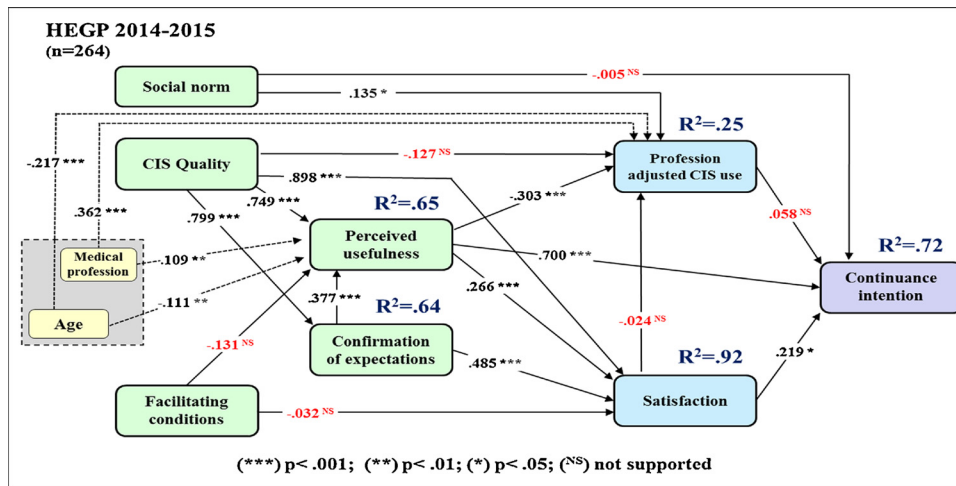 HEGP 2014-2015
(n=264)
Social norm
-.005 NS
.135 *
R²=.25
-.217 ***
CIS Quality
-.127 NS
Profession
adjusted CIS use
.898 ***
.749 ***
R²=.65
-.303 ***
.362 ***
.799 ***
.058 NS
Perceived
usefulness
R²=.72
Medical
profession
.109 **
.700 ***
Continuance
intention
.266 ***
-.111 **
.377 ***
R²=.64
Age
-.024 NS
-.131 NS
Confirmation
of expectations
R²=.92
.485 ***
.219 *
Facilitating
conditions
-.032 NS
Satisfaction
(***) p< .001; (**) p< .01; (*) p< .05; (NS) not supported